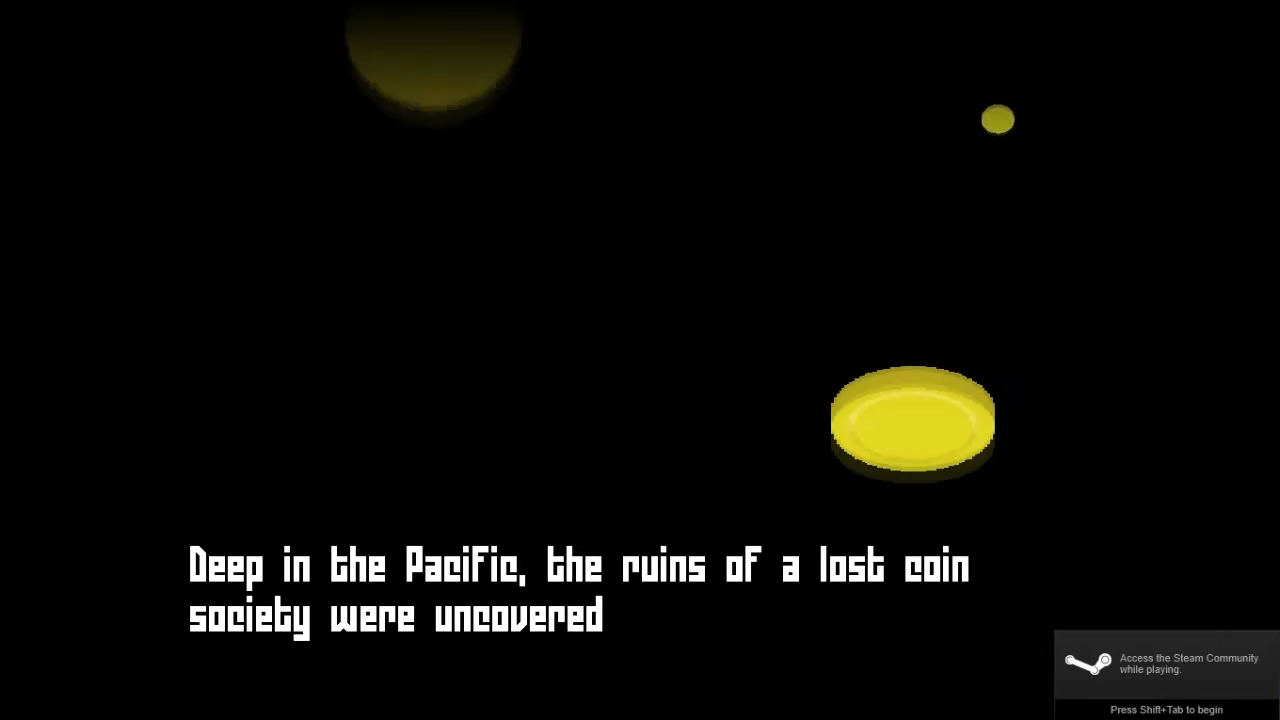 Deep in the Pacific, the ruins of a lost coin
society were uncovered
Access the Steam Community
while playing.
Press Shift+Tab to begin